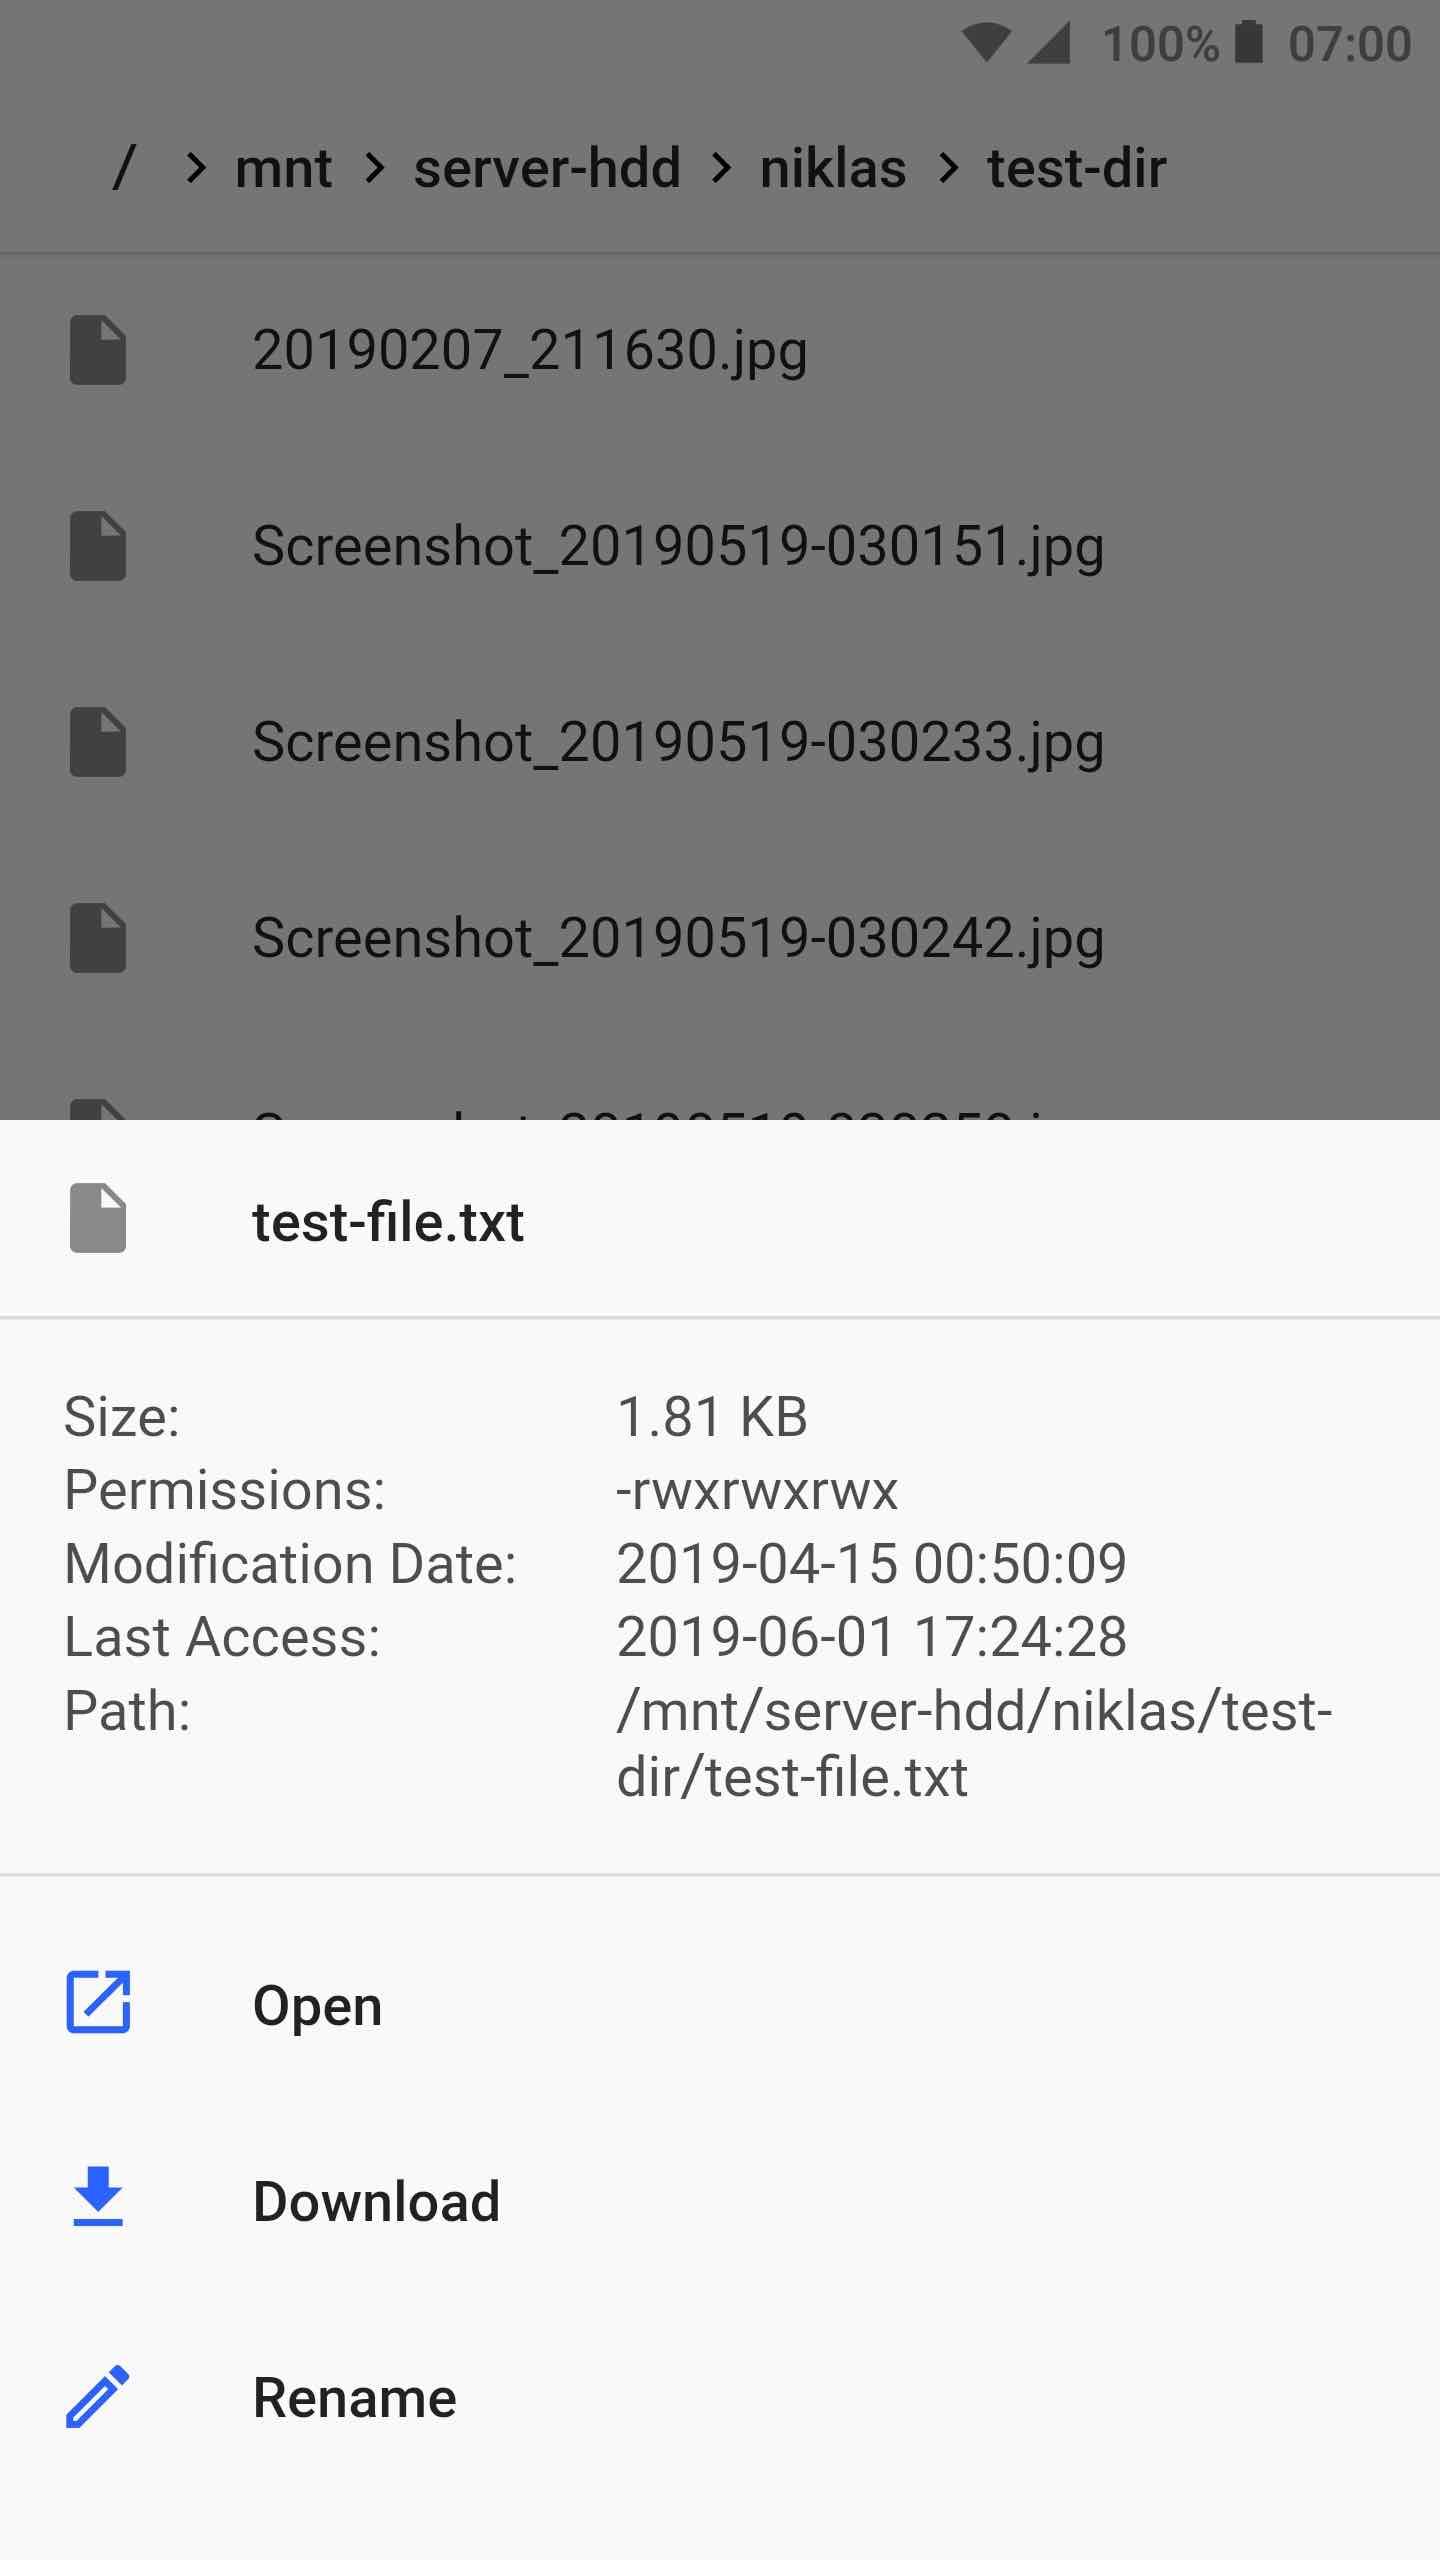 100% 07:00
/ > mnt > server-hdd > niklas > test-dir
20190207_211630.jpg
Screenshot_20190519-030151.jpg
Screenshot_20190519-030233.jpg
Screenshot_20190519-030242.jpg
test-file.txt
Size: 1.81 KB
Permissions: -rwxrwxrwx
Modification Date: 2019-04-15 00:50:09
Last Access: 2019-06-01 17:24:28
Path: /mnt/server-hdd/niklas/test-
dir/test-file.txt
Open
Download
Rename